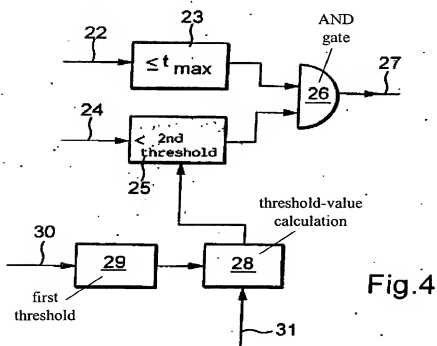 22
23
≤ t max
AND
gate
26
27
24
< 2nd
threshold
25
threshold-value
calculation
30
29
28
first
threshold
31
Fig.4